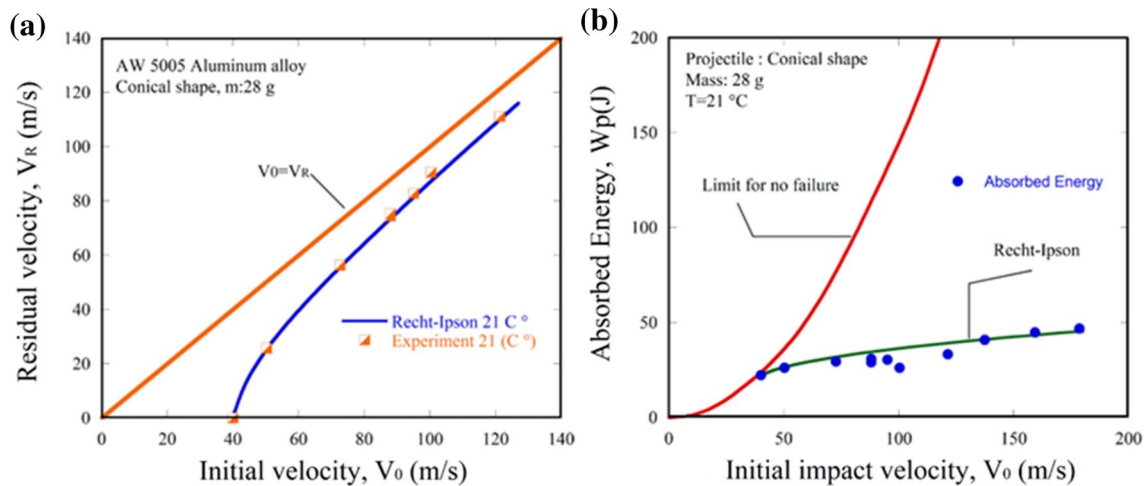 (a)
140
120
100
80
60
40
20
0
Residual velocity, VR (m/s)
AW 5005 Aluminum alloy
Conical shape, m:28 g
V0=VR
Recht-Ipson 21 C °
Experiment 21 (C °)
0 20 40 60 80 100 120 140
Initial velocity, V0 (m/s)
(b)
200
150
100
50
0
Absorbed Energy, Wp(J)
Projectile : Conical shape
Mass: 28 g
T=21 °C
Limit for no failure
Absorbed Energy
Recht-Ipson
0 50 100 150 200
Initial impact velocity, V0 (m/s)